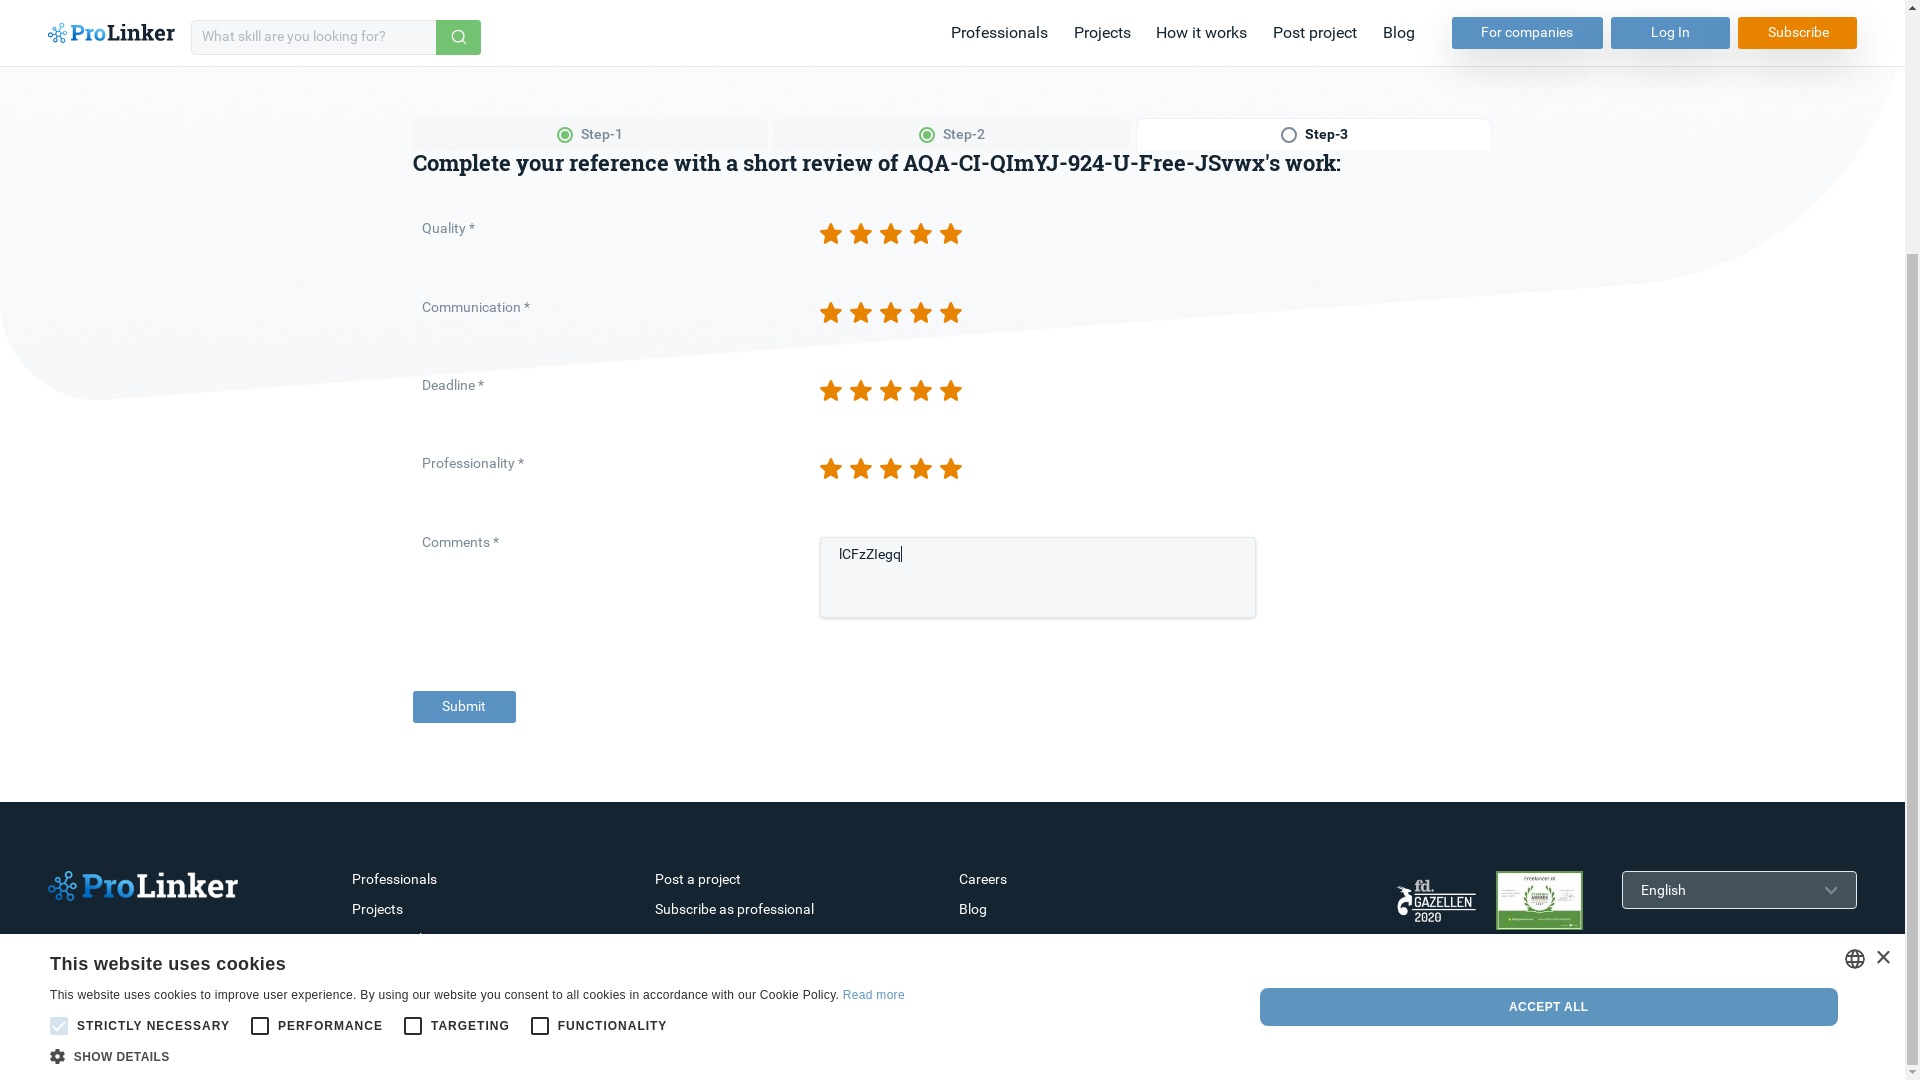 ProLinker
What skill are you looking for?
Professionals
Projects
How it works
Post project
Blog
For companies
Log In
Subscribe
Step-1
Step-2
Step-3
Complete your reference with a short review of AQA-CI-QImYJ-924-U-Free-JSvwx's work:
Quality *
Communication *
Deadline *
Professionality *
Comments *
lCFzZIegq
Submit
ProLinker
Professionals
Projects
Post a project
Subscribe as professional
Careers
Blog
fd.
GAZELLEN
2020
Freelancer.nl
English
This website uses cookies
This website uses cookies to improve user experience. By using our website you consent to all cookies in accordance with our Cookie Policy. Read more
STRICTLY NECESSARY
PERFORMANCE
TARGETING
FUNCTIONALITY
SHOW DETAILS
ACCEPT ALL